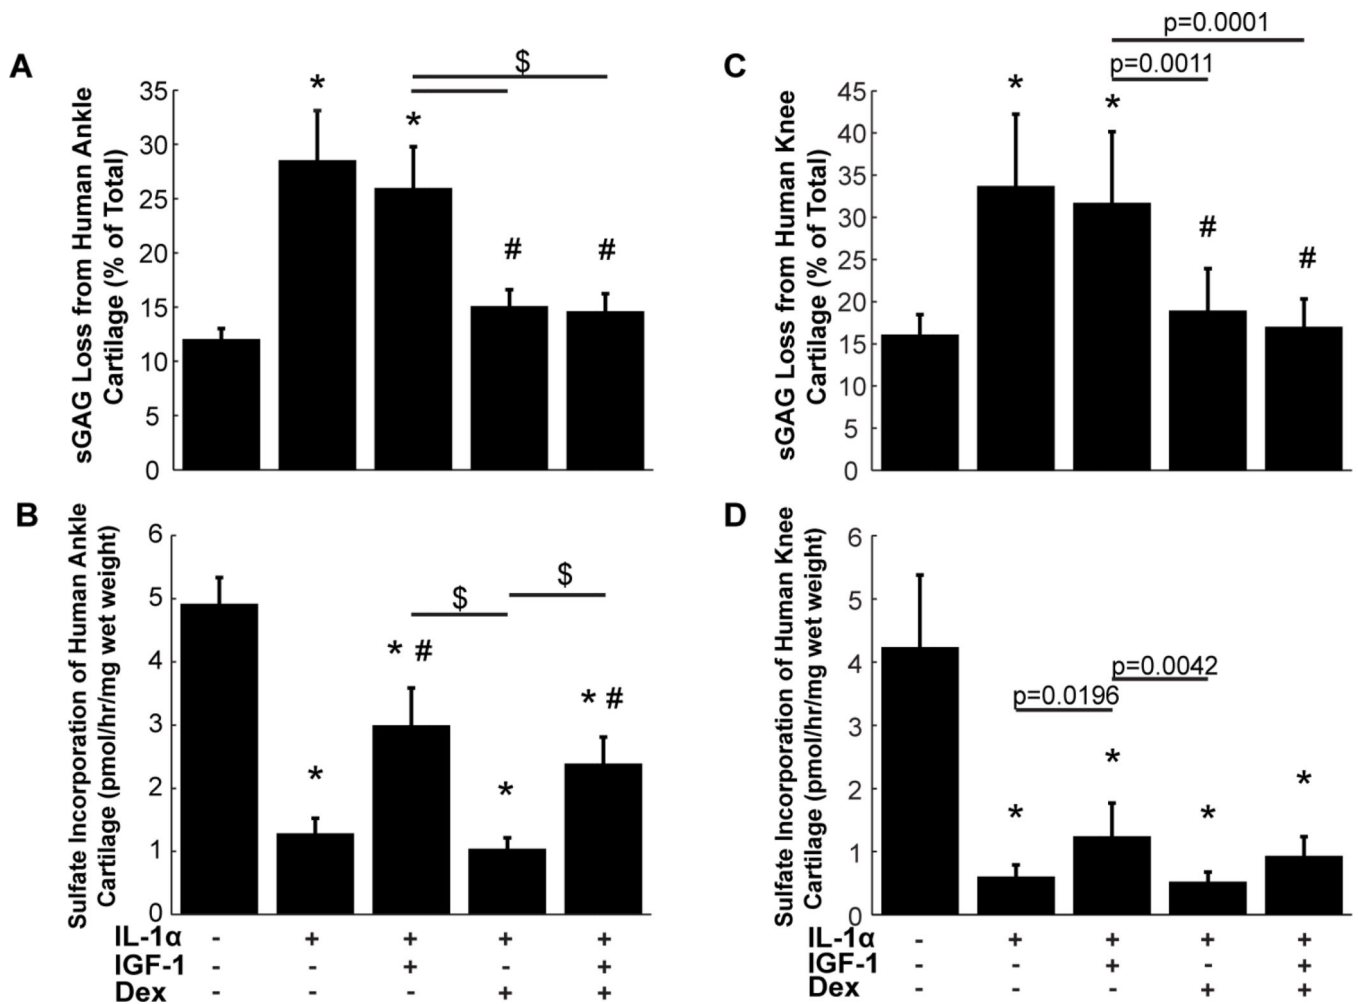 A
sGAG Loss from Human Ankle
Cartilage (% of Total)
35
30
25
20
15
10
5
0
*
*
$
#
#
C
sGAG Loss from Human Knee
Cartilage (% of Total)
45
40
35
30
25
20
15
10
5
0
p=0.0001
p=0.0011
*
*
#
#
B
Sulfate Incorporation of Human Ankle
Cartilage (pmol/hr/mg wet weight)
6
5
4
3
2
1
0
$
$
* #
* #
*
*
IL-1α - + + + +
IGF-1 - - + - +
Dex - - - + +
D
Sulfate Incorporation of Human Knee
Cartilage (pmol/hr/mg wet weight)
6
5
4
3
2
1
0
p=0.0042
p=0.0196
*
*
*
*
IL-1α - + + + +
IGF-1 - - + - +
Dex - - - + +